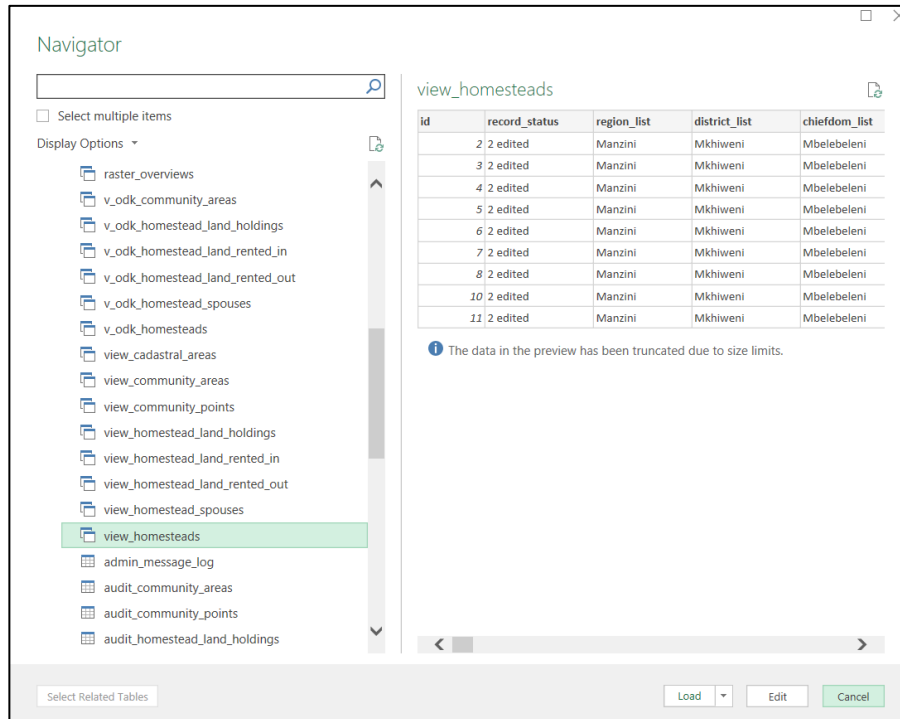 Navigator
Select multiple items
Display Options
raster_overviews
v_odk_community_areas
v_odk_homestead_land_holdings
v_odk_homestead_land_rented_in
v_odk_homestead_land_rented_out
v_odk_homestead_spouses
v_odk_homesteads
view_cadastral_areas
view_community_areas
view_community_points
view_homestead_land_holdings
view_homestead_land_rented_in
view_homestead_land_rented_out
view_homestead_spouses
view_homesteads
admin_message_log
audit_community_areas
audit_community_points
audit_homestead_land_holdings
view_homesteads
id record_status region_list district_list chiefdom_list
2 2 edited Manzini Mkhiweni Mbelebeleni
3 2 edited Manzini Mkhiweni Mbelebeleni
4 2 edited Manzini Mkhiweni Mbelebeleni
5 2 edited Manzini Mkhiweni Mbelebeleni
6 2 edited Manzini Mkhiweni Mbelebeleni
7 2 edited Manzini Mkhiweni Mbelebeleni
8 2 edited Manzini Mkhiweni Mbelebeleni
10 2 edited Manzini Mkhiweni Mbelebeleni
11 2 edited Manzini Mkhiweni Mbelebeleni
The data in the preview has been truncated due to size limits.
Select Related Tables Load Edit Cancel